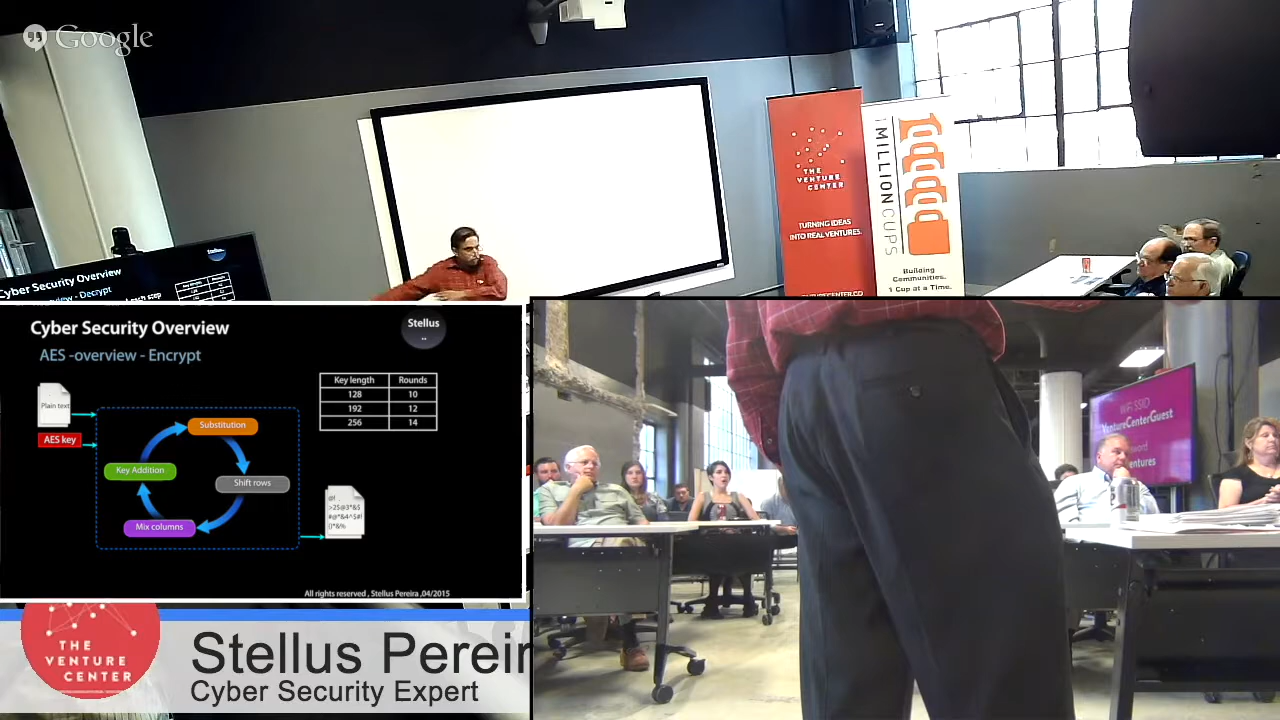 Google
THE
VENTURE
CENTER
TURNING IDEAS
INTO REAL VENTURES.
1MILLIONCUPS
Building
Communities.
1 Cup at a Time.
Stellus
Cyber Security Overview
- Decrypt
Cyber Security Overview
Stellus
AES -overview - Encrypt
Key length Rounds
128 10
192 12
256 14
Plain text
AES key
Substitution
Key Addition
Shift rows
Mix columns
All rights reserved , Stellus Pereira ,04/2015
WiFi SSID
VentureCenterGuest
THE
VENTURE
CENTER
Stellus Pereir
Cyber Security Expert